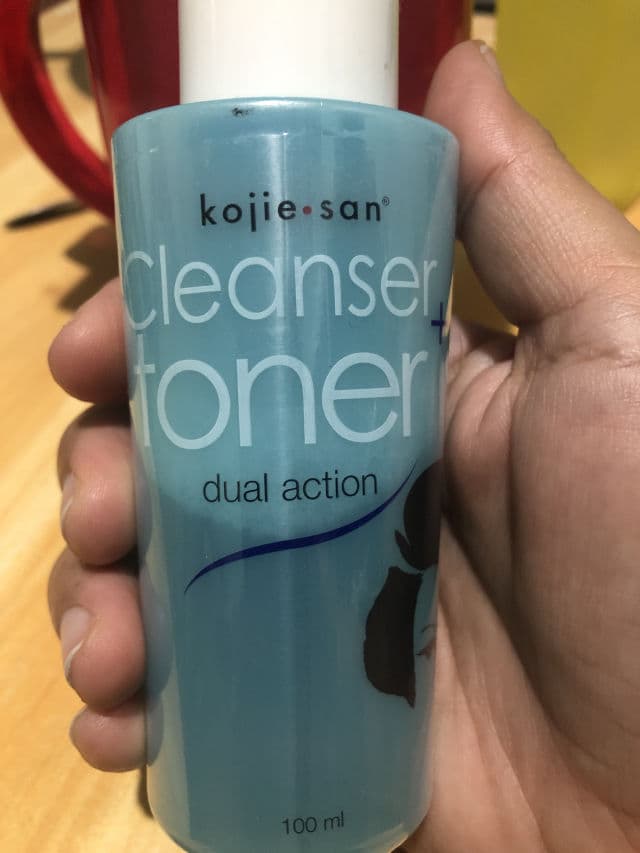 kojie•san®
Cleanser+
toner
dual action
100 ml